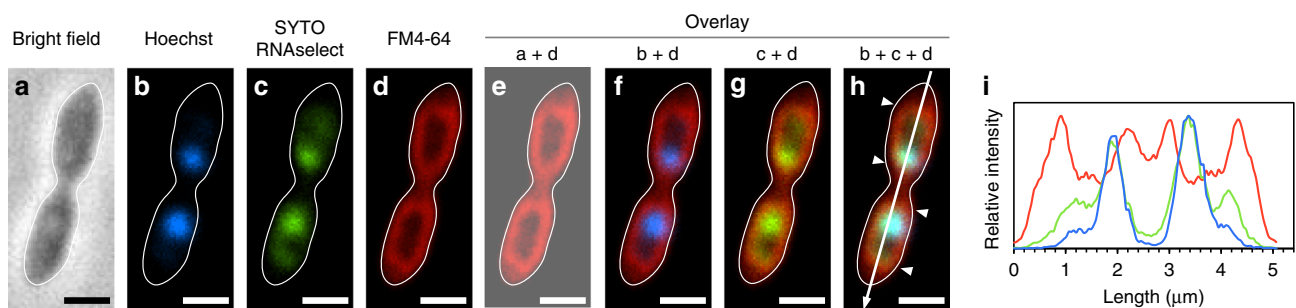 Bright field
Hoechst
SYTO
RNAselect
FM4-64
Overlay
a + d
b + d
c + d
b + c + d
a
b
c
d
e
f
g
h
i
Relative intensity
0 1 2 3 4 5
Length (μm)